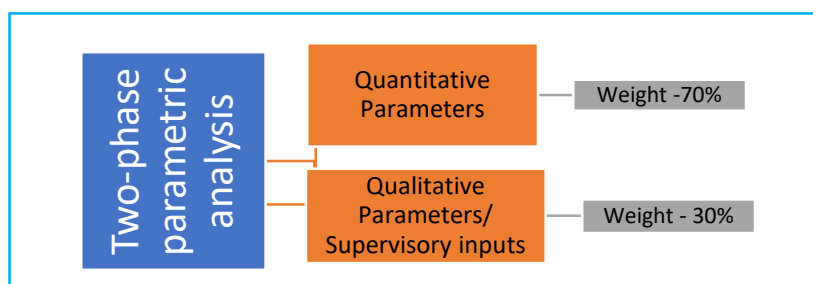 Two-phase
parametric
analysis
Quantitative
Parameters
Weight -70%
Qualitative
Parameters/
Supervisory inputs
Weight - 30%